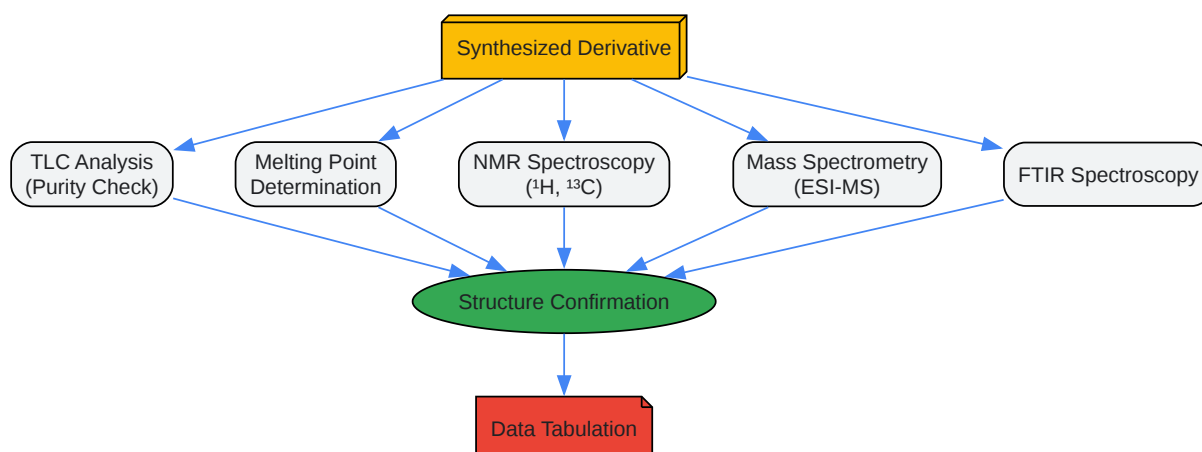 Synthesized Derivative
TLC Analysis
(Purity Check)
Melting Point
Determination
NMR Spectroscopy
(¹H, ¹³C)
Mass Spectrometry
(ESI-MS)
FTIR Spectroscopy
Structure Confirmation
Data Tabulation